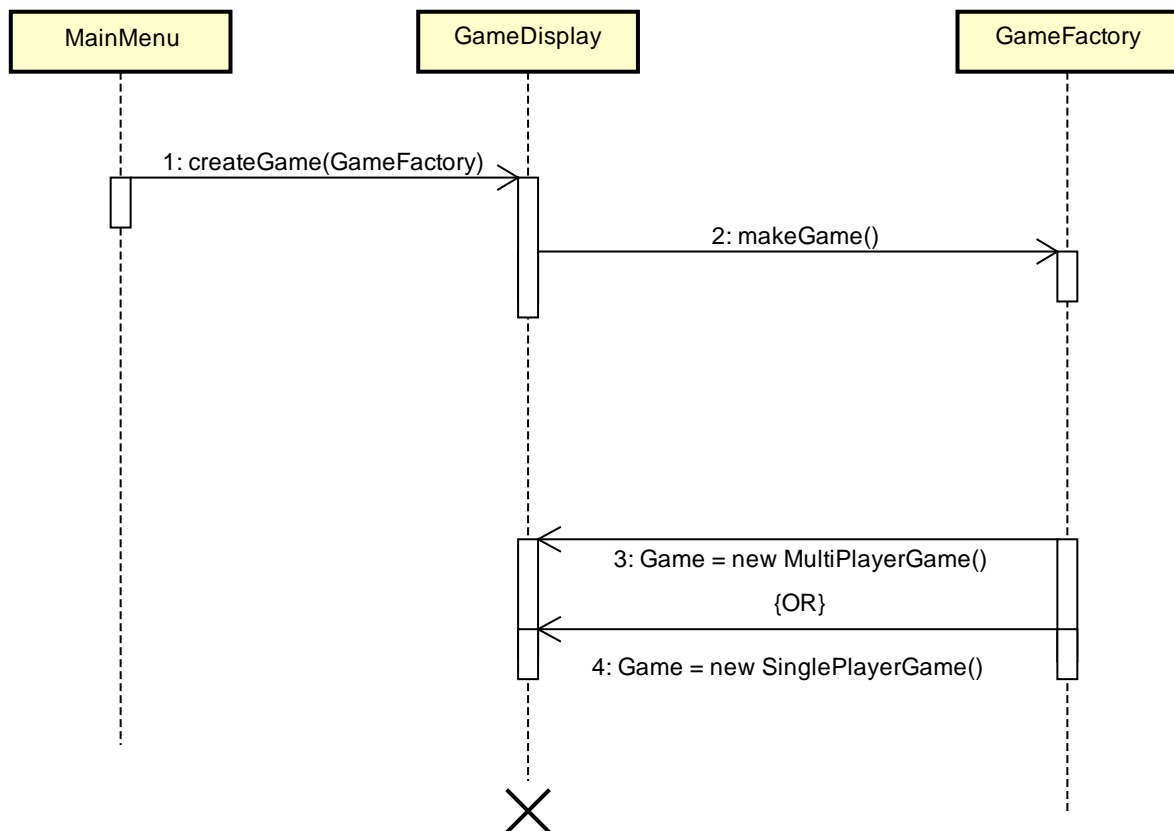 MainMenu
GameDisplay
GameFactory
1: createGame(GameFactory)
2: makeGame()
3: Game = new MultiPlayerGame()
{OR}
4: Game = new SinglePlayerGame()